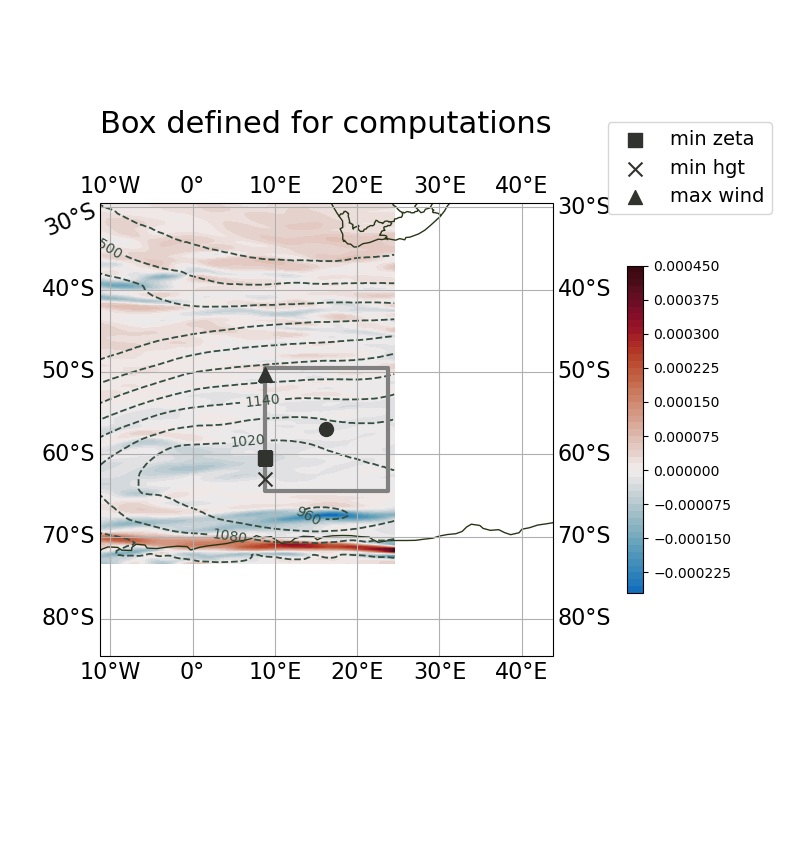 Box defined for computations
min zeta
min hgt
max wind
10°W 0° 10°E 20°E 30°E 40°E
30°S 30°S
500
40°S 40°S
50°S 50°S
1140
1020
60°S 60°S
960
1080
70°S 70°S
80°S 80°S
10°W 0° 10°E 20°E 30°E 40°E
0.000450
0.000375
0.000300
0.000225
0.000150
0.000075
0.000000
−0.000075
−0.000150
−0.000225